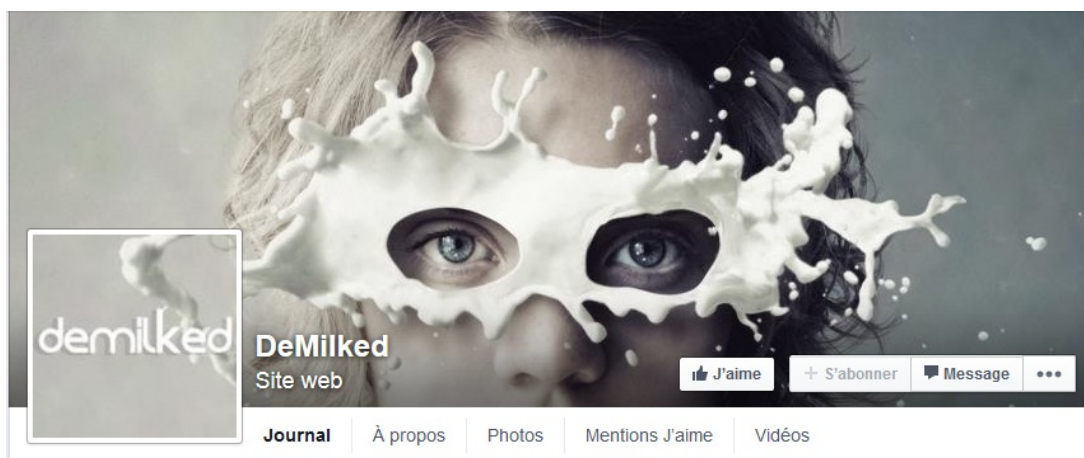 demilked
DeMilked
Site web
J'aime
S'abonner
Message
Journal
À propos
Photos
Mentions J'aime
Vidéos